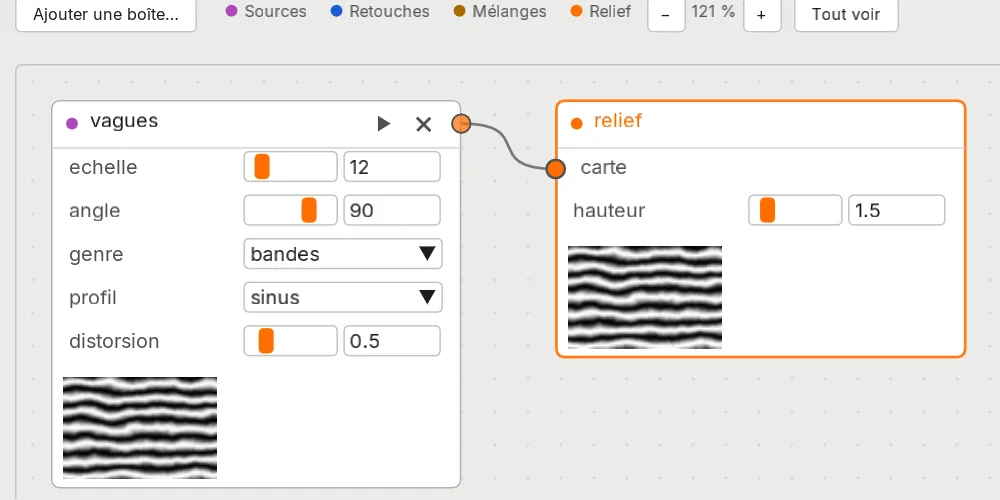 Ajouter une boîte... Sources Retouches Mélanges Relief − 121 % + Tout voir
vagues
echelle 12
angle 90
genre bandes
profil sinus
distorsion 0.5
relief
carte
hauteur 1.5